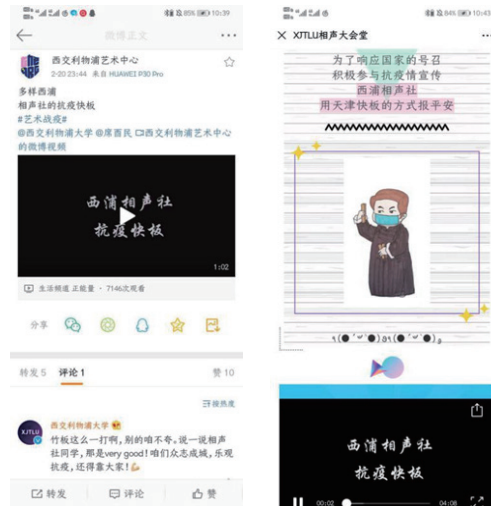 10:39
85%
微博正文
西交利物浦艺术中心
2-20 23:44 来自 HUAWEI P30 Pro
多样西浦
相声社的抗疫快板
#艺术战疫#
@西交利物浦大学 @席酉民 西交利物浦艺术中心
的微博视频
西浦相声社
抗疫快板
1:02
生活频道 正能量 · 7146次观看
分享
转发 5 评论 1 赞 10
按热度
XJTLU
西交利物浦大学
竹板这么一打啊,别的咱不夸。说一说相声
社同学,那是very good!咱们众志成城,乐观
抗疫,还得靠大家!
转发 评论 赞
84% 10:43
XJTLU相声大会堂
为了响应国家的号召
积极参与抗疫情宣传
西浦相声社
用天津快板的方式报平安
西浦相声社
抗疫快板
00:02 04:08